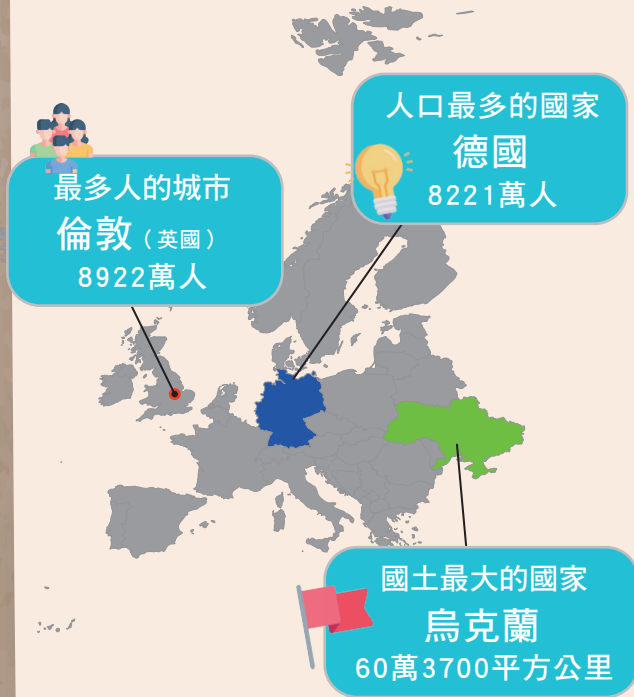 人口最多的國家
德國
8221萬人
最多人的城市
倫敦（英國）
8922萬人
國土最大的國家
烏克蘭
60萬3700平方公里